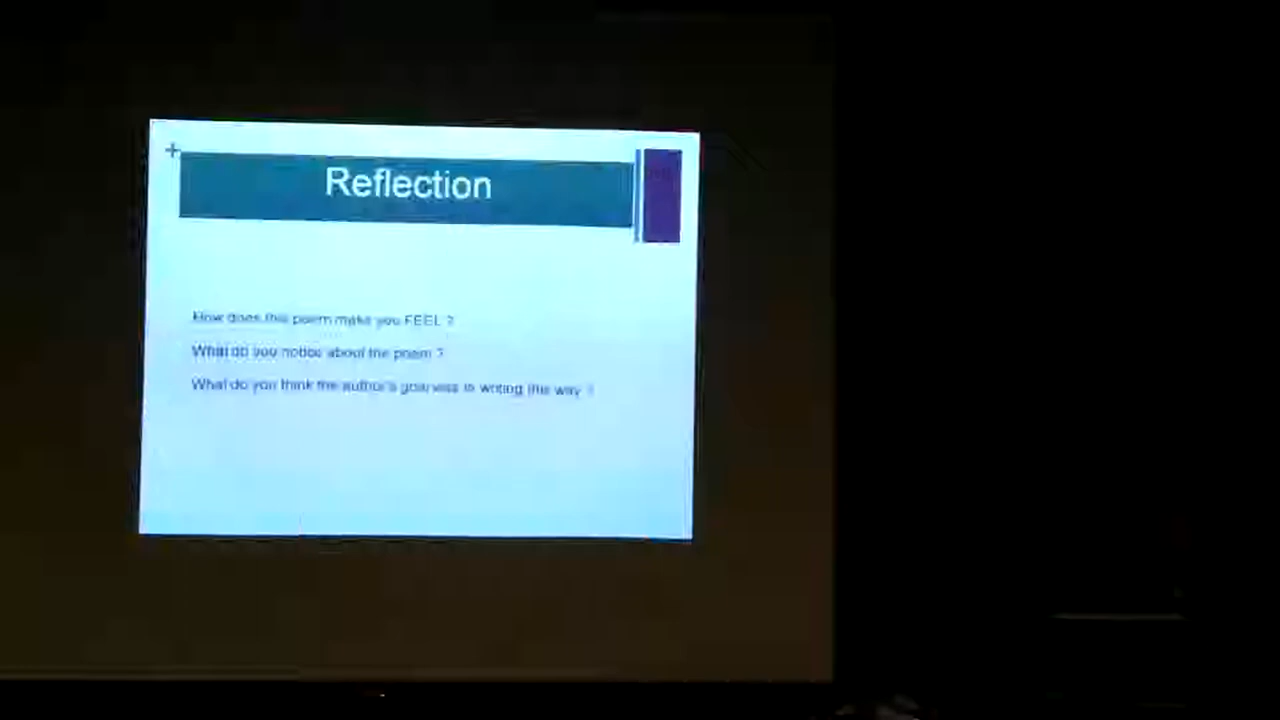 +
Reflection
How does this poem make you FEEL ?
What do you notice about the poem ?
What do you think the author's goal was in writing this way ?